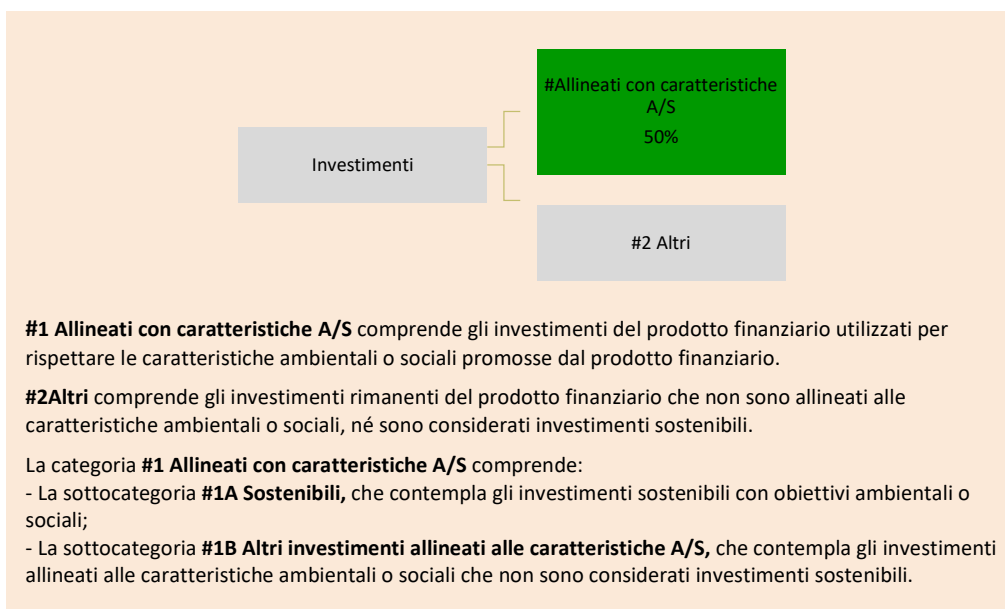 #Allineati con caratteristiche
A/S
50%
Investimenti
#2 Altri
#1 Allineati con caratteristiche A/S comprende gli investimenti del prodotto finanziario utilizzati per
rispettare le caratteristiche ambientali o sociali promosse dal prodotto finanziario.
#2Altri comprende gli investimenti rimanenti del prodotto finanziario che non sono allineati alle
caratteristiche ambientali o sociali, né sono considerati investimenti sostenibili.
La categoria #1 Allineati con caratteristiche A/S comprende:
- La sottocategoria #1A Sostenibili, che contempla gli investimenti sostenibili con obiettivi ambientali o
sociali;
- La sottocategoria #1B Altri investimenti allineati alle caratteristiche A/S, che contempla gli investimenti
allineati alle caratteristiche ambientali o sociali che non sono considerati investimenti sostenibili.